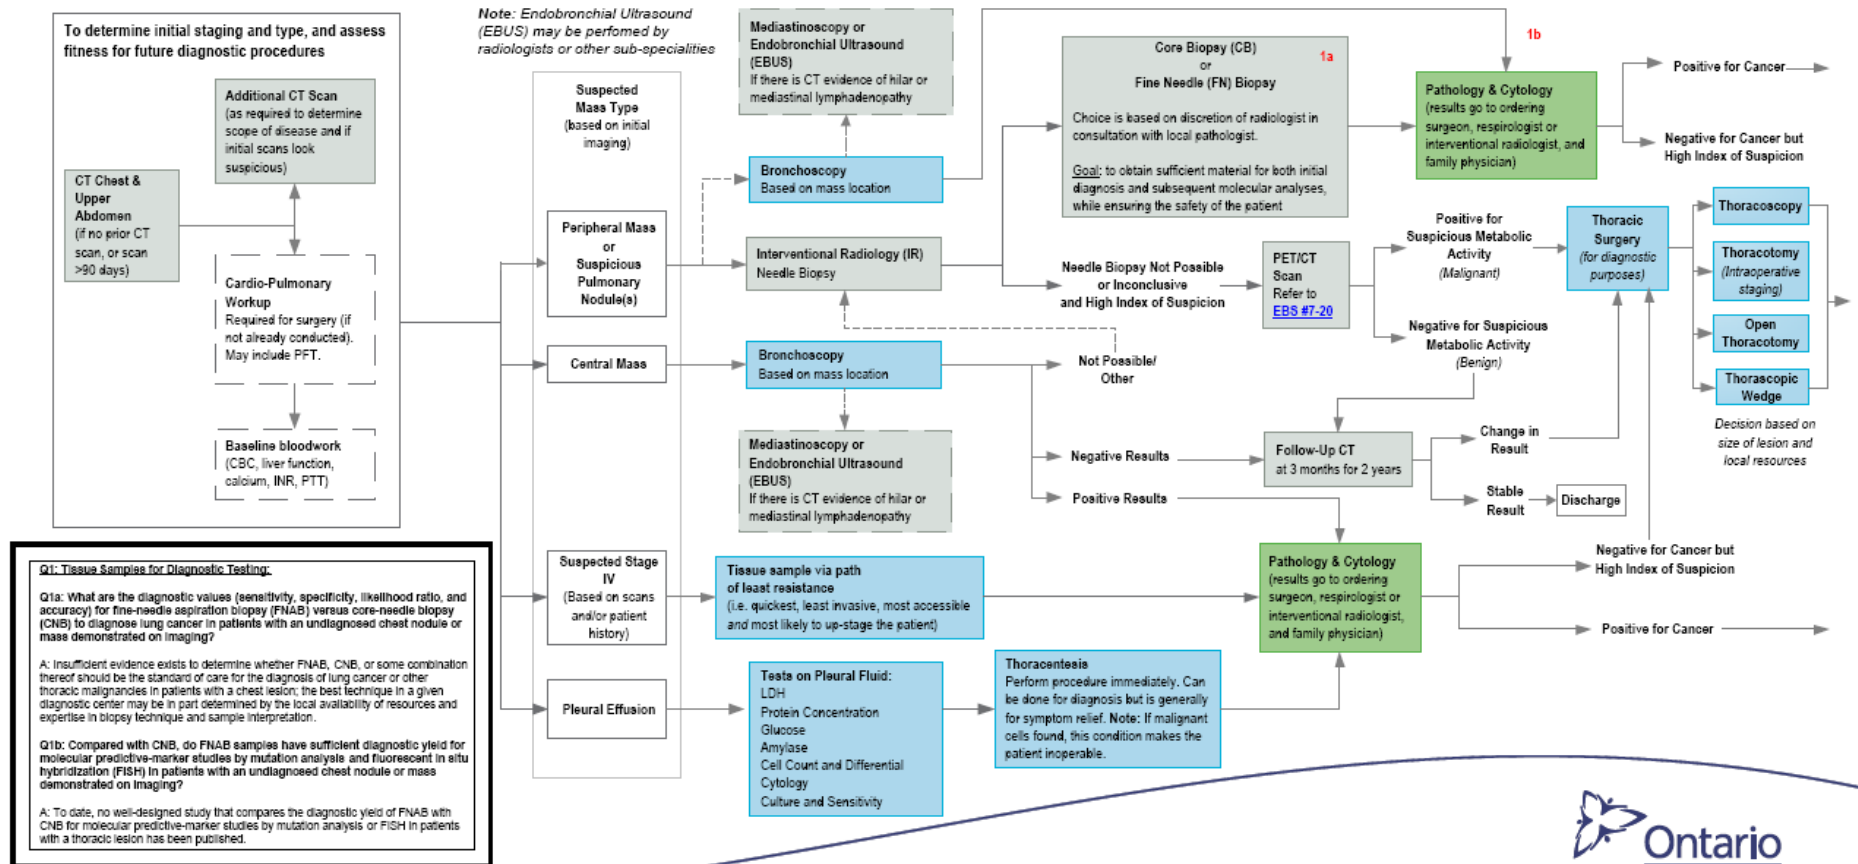 To determine initial staging and type, and assess
fitness for future diagnostic procedures
Additional CT Scan
(as required to determine
scope of disease and if
initial scans look
suspicious)
CT Chest &
Upper
Abdomen
(if no prior CT
scan, or scan
>90 days)
Cardio-Pulmonary
Workup
Required for surgery (if
not already conducted).
May include PFT.
Baseline bloodwork
(CBC, liver function,
calcium, INR, PTT)
Note: Endobronchial Ultrasound
(EBUS) may be perfomed by
radiologists or other sub-specialities
Suspected
Mass Type
(based on initial
imaging)
Peripheral Mass
or
Suspicious
Pulmonary
Nodule(s)
Central Mass
Suspected Stage
IV
(Based on scans
and/or patient
history)
Pleural Effusion
Mediastinoscopy or
Endobronchial Ultrasound
(EBUS)
If there is CT evidence of hilar or
mediastinal lymphadenopathy
Bronchoscopy
Based on mass location
Interventional Radiology (IR)
Needle Biopsy
Bronchoscopy
Based on mass location
Mediastinoscopy or
Endobronchial Ultrasound
(EBUS)
If there is CT evidence of hilar or
mediastinal lymphadenopathy
Tissue sample via path
of least resistance
(i.e. quickest, least invasive, most accessible
and most likely to up-stage the patient)
Tests on Pleural Fluid:
LDH
Protein Concentration
Glucose
Amylase
Cell Count and Differential
Cytology
Culture and Sensitivity
Thoracentesis
Perform procedure immediately. Can
be done for diagnosis but is generally
for symptom relief. Note: If malignant
cells found, this condition makes the
patient inoperable.
Core Biopsy (CB)
or
Fine Needle (FN) Biopsy
1a
Choice is based on discretion of radiologist in
consultation with local pathologist.
Goal: to obtain sufficient material for both initial
diagnosis and subsequent molecular analyses,
while ensuring the safety of the patient
Needle Biopsy Not Possible
or Inconclusive
and High Index of Suspicion
PET/CT
Scan
Refer to
EBS #7-20
Not Possible/
Other
Negative Results
Positive Results
Follow-Up CT
at 3 months for 2 years
1b
Pathology & Cytology
(results go to ordering
surgeon, respirologist or
interventional radiologist, and
family physician)
Positive for Cancer
Negative for Cancer but
High Index of Suspicion
Positive for
Suspicious Metabolic
Activity
(Malignant)
Negative for Suspicious
Metabolic Activity
(Benign)
Thoracic
Surgery
(for diagnostic
purposes)
Thoracoscopy
Thoracotomy
(Intraoperative
staging)
Open
Thoracotomy
Thorascopic
Wedge
Decision based on
size of lesion and
local resources
Change in
Result
Stable
Result
Discharge
Pathology & Cytology
(results go to ordering
surgeon, respirologist or
interventional radiologist,
and family physician)
Negative for Cancer but
High Index of Suspicion
Positive for Cancer
Q1: Tissue Samples for Diagnostic Testing:
Q1a: What are the diagnostic values (sensitivity, specificity, likelihood ratio, and
accuracy) for fine-needle aspiration biopsy (FNAB) versus core-needle biopsy
(CNB) to diagnose lung cancer in patients with an undiagnosed chest nodule or
mass demonstrated on imaging?
A: Insufficient evidence exists to determine whether FNAB, CNB, or some combination
thereof should be the standard of care for the diagnosis of lung cancer or other
thoracic malignancies in patients with a chest lesion; the best technique in a given
diagnostic center may be in part determined by the local availability of resources and
expertise in biopsy technique and sample interpretation.
Q1b: Compared with CNB, do FNAB samples have sufficient diagnostic yield for
molecular predictive-marker studies by mutation analysis and fluorescent in situ
hybridization (FISH) in patients with an undiagnosed chest nodule or mass
demonstrated on imaging?
A: To date, no well-designed study that compares the diagnostic yield of FNAB with
CNB for molecular predictive-marker studies by mutation analysis or FISH in patients
with a thoracic lesion has been published.
Ontario